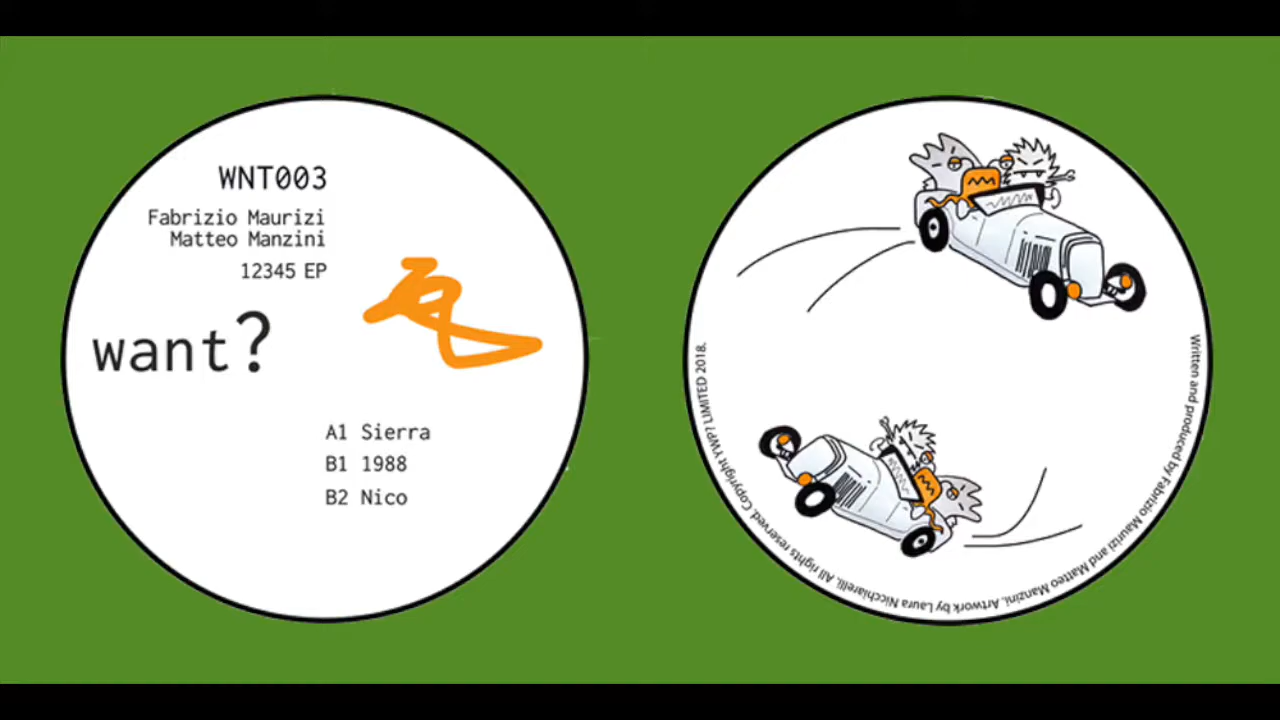 WNT003
Fabrizio Maurizi
Matteo Manzini
12345 EP
want?
A1 Sierra
B1 1988
B2 Nico
Written and produced by Fabrizio Maurizi and Matteo Manzini. Artwork by Laura Nicchiarelli. All rights reserved. Copyright YWP? LIMITED 2018.